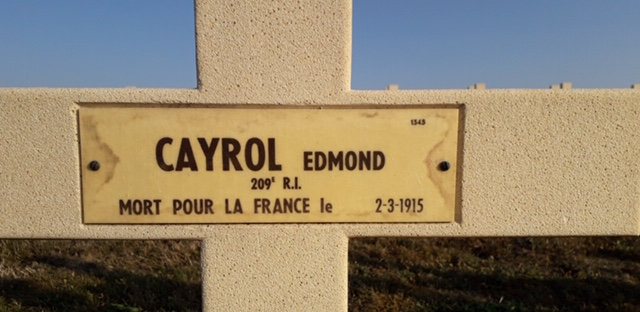 1343
CAYROL EDMOND
209E R.I.
MORT POUR LA FRANCE le 2-3-1915